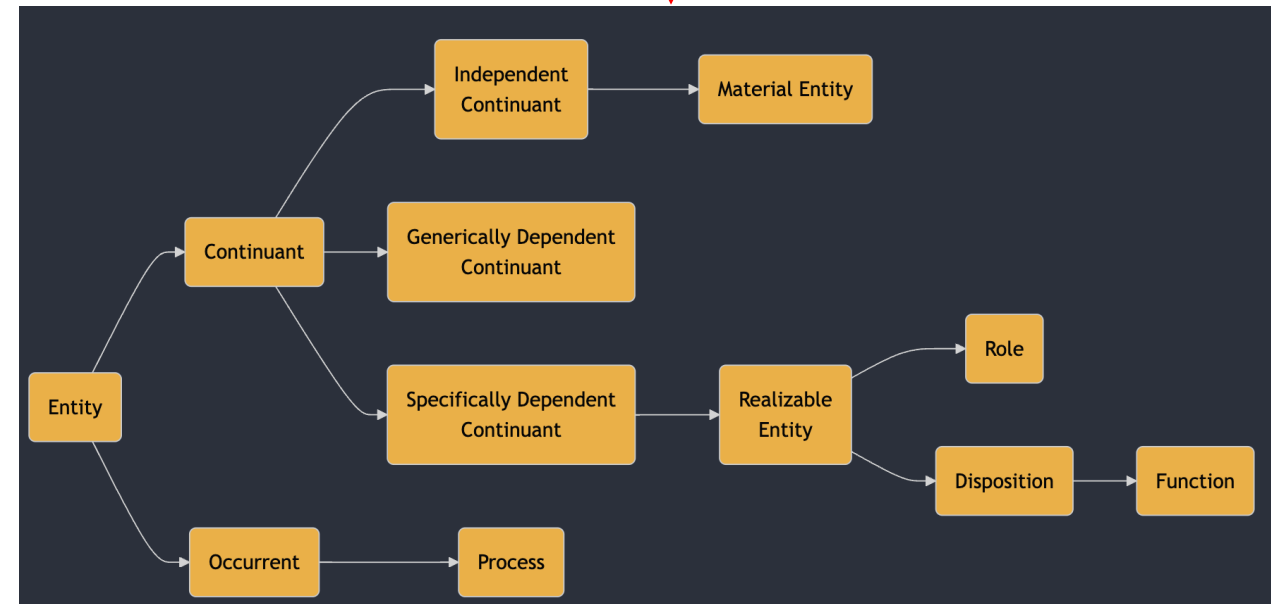 Independent
Continuant
Material Entity
Generically Dependent
Continuant
Continuant
Role
Entity
Specifically Dependent
Continuant
Realizable
Entity
Disposition
Function
Occurrent
Process